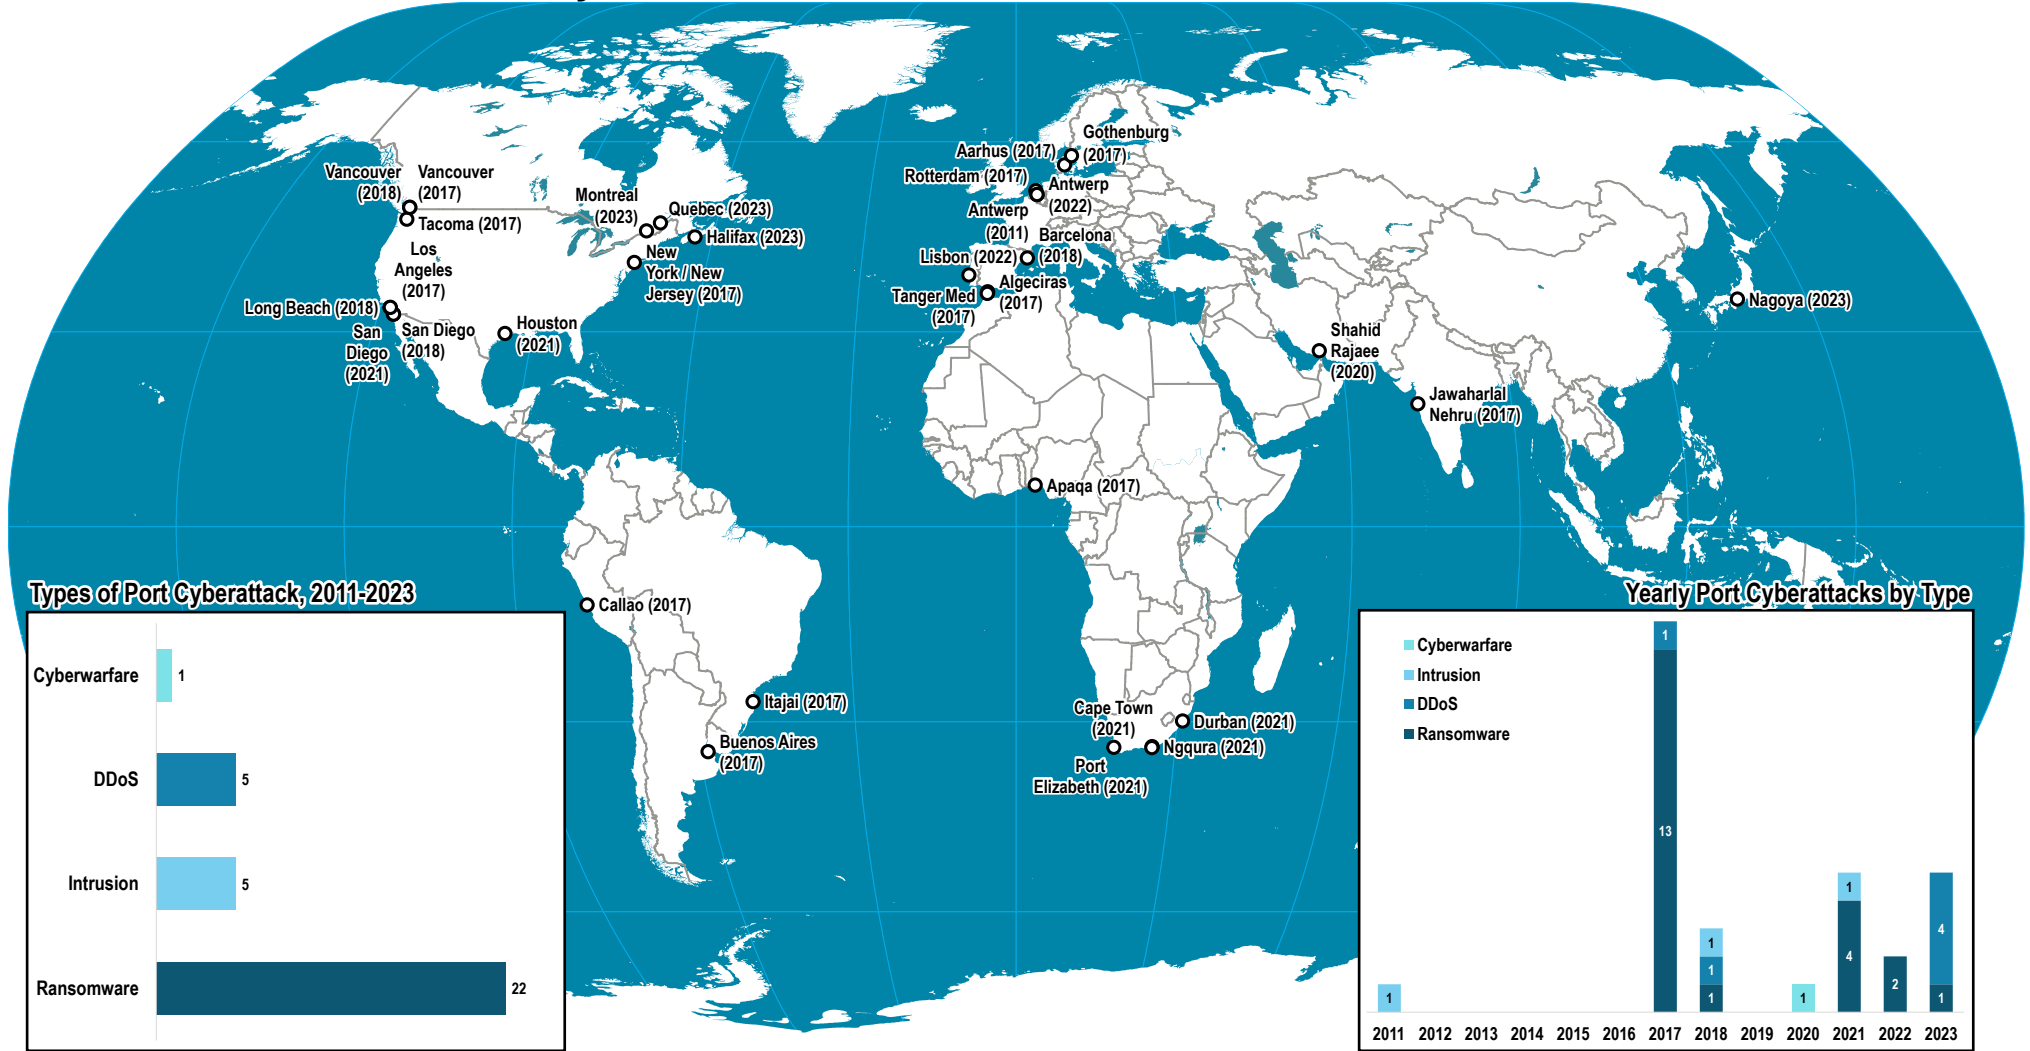 Gothenburg
(2017)
Aarhus (2017)
Rotterdam (2017)
Antwerp
(2022)
Antwerp
(2011)
Barcelona
(2018)
Lisbon (2022)
Algeciras
(2017)
Tanger Med
(2017)
Vancouver
(2018)
Vancouver
(2017)
Tacoma (2017)
Montreal
(2023)
Quebec (2023)
Halifax (2023)
New
York / New
Jersey (2017)
Los
Angeles
(2017)
Long Beach (2018)
San
Diego
(2021)
San Diego
(2018)
Houston
(2021)
Nagoya (2023)
Shahid
Rajaee
(2020)
Jawaharlal
Nehru (2017)
Apaqa (2017)
Callao (2017)
Itajai (2017)
Buenos Aires
(2017)
Cape Town
(2021)
Durban (2021)
Ngqura (2021)
Port
Elizabeth (2021)
Types of Port Cyberattack, 2011-2023
Cyberwarfare 1
DDoS 5
Intrusion 5
Ransomware 22
Yearly Port Cyberattacks by Type
Cyberwarfare
Intrusion
DDoS
Ransomware
1
13
1
1
1
1
1
1
4
2
4
1
2011 2012 2013 2014 2015 2016 2017 2018 2019 2020 2021 2022 2023